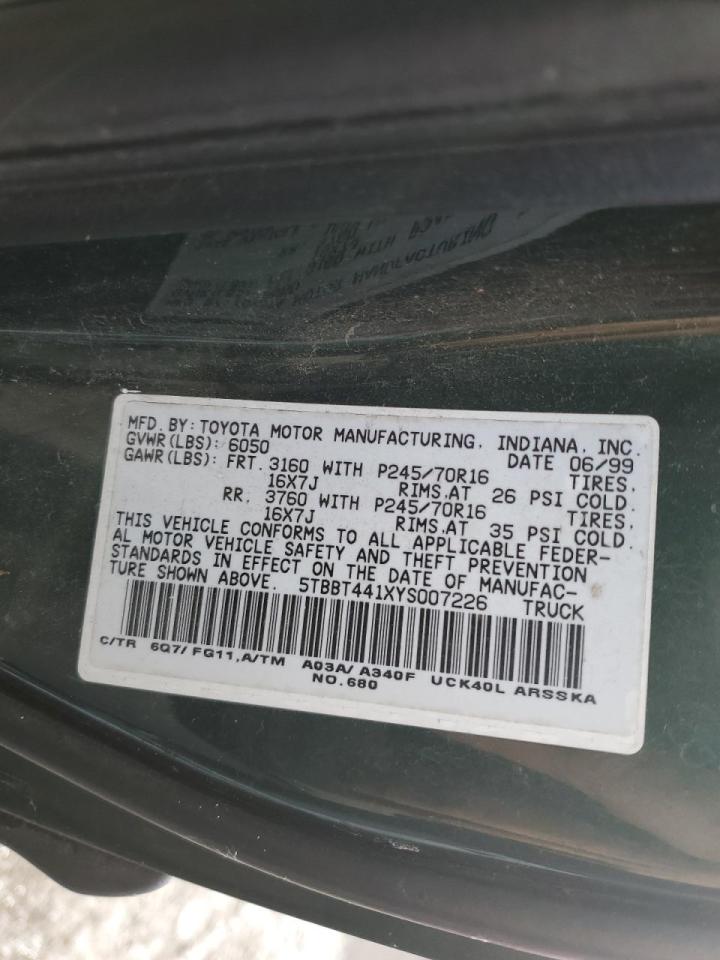 MFD. BY: TOYOTA MOTOR MANUFACTURING, INDIANA, INC.
GVWR(LBS): 6050 DATE 06/99
GAWR(LBS): FRT. 3160 WITH P245/70R16 TIRES,
16X7J RIMS,AT 26 PSI COLD.
RR. 3760 WITH P245/70R16 TIRES,
16X7J RIMS,AT 35 PSI COLD.
THIS VEHICLE CONFORMS TO ALL APPLICABLE FEDER-
AL MOTOR VEHICLE SAFETY AND THEFT PREVENTION
STANDARDS IN EFFECT ON THE DATE OF MANUFAC-
TURE SHOWN ABOVE. 5TBBT441XYS007226 TRUCK
C/TR 6Q7/ FG11,A/TM A03A/ A340F UCK40L ARSSKA
NO.680